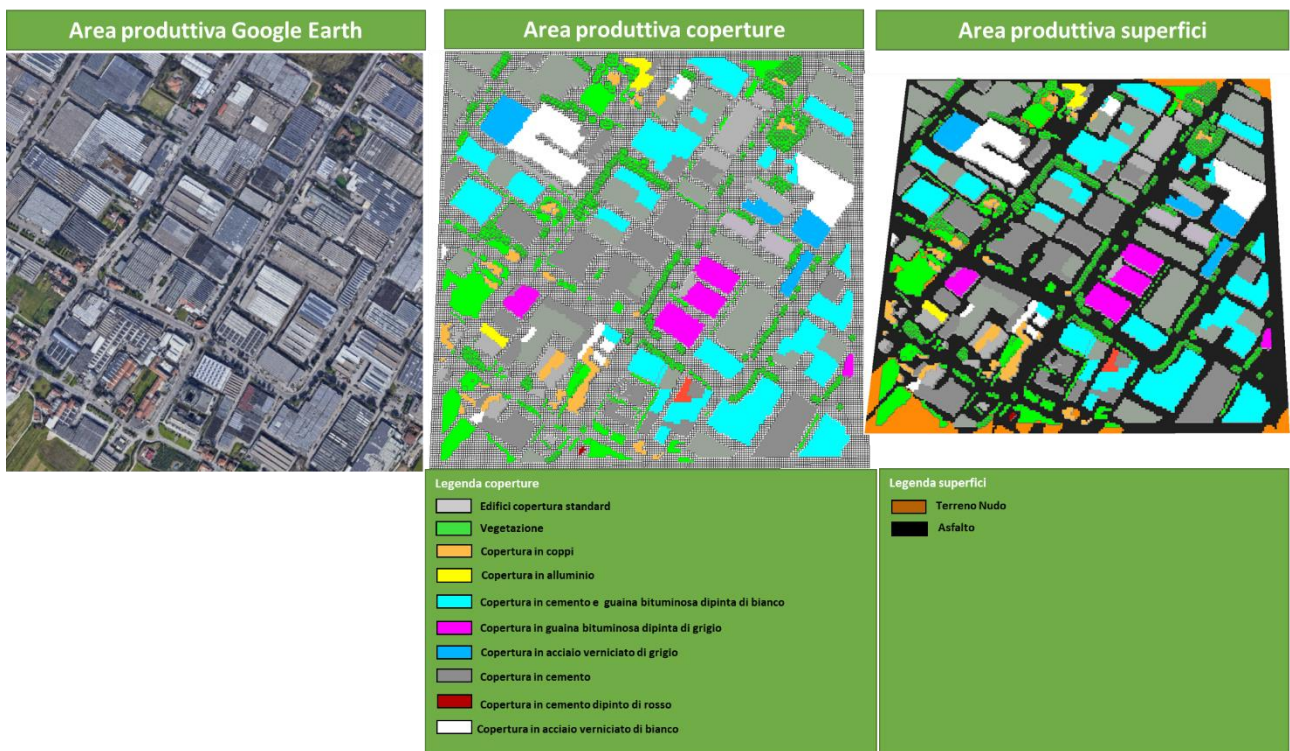 Area produttiva Google Earth
Area produttiva coperture
Area produttiva superfici
Legenda coperture
Edifici copertura standard
Vegetazione
Copertura in coppi
Copertura in alluminio
Copertura in cemento e guaina bituminosa dipinta di bianco
Copertura in guaina bituminosa dipinta di grigio
Copertura in acciaio verniciato di grigio
Copertura in cemento
Copertura in cemento dipinto di rosso
Copertura in acciaio verniciato di bianco
Legenda superfici
Terreno Nudo
Asfalto